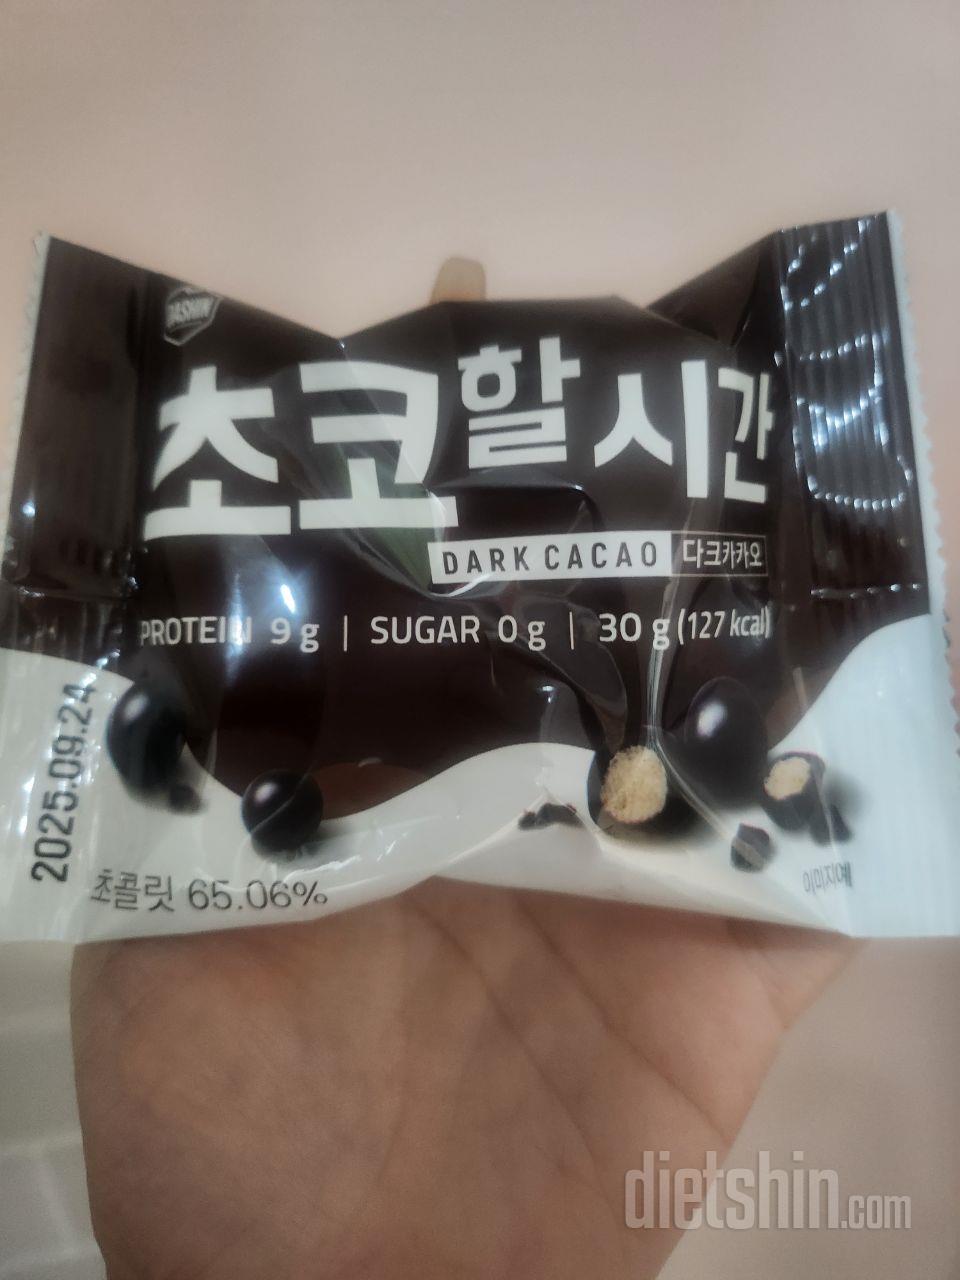 DASHIN
초코할시간
DARK CACAO 다크카카오
PROTEIN 9 g | SUGAR 0 g | 30 g (127 kcal)
2025.09.24
초콜릿 65.06%
이미지예
dietshin.com